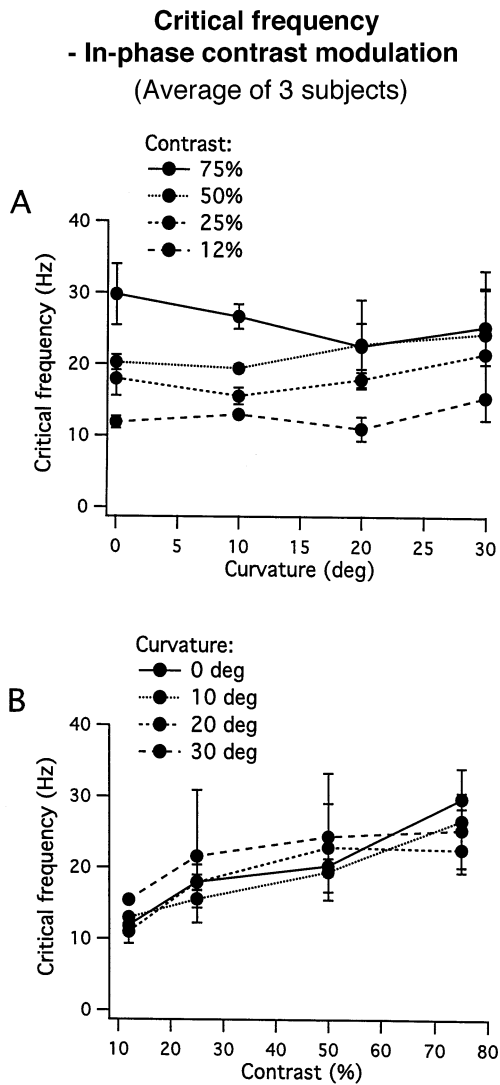 Critical frequency
- In-phase contrast modulation
(Average of 3 subjects)
Contrast:
75%
50%
25%
12%
A
40
30
20
10
0
Critical frequency (Hz)
0 5 10 15 20 25 30
Curvature (deg)
Curvature:
0 deg
10 deg
20 deg
30 deg
B
40
30
20
10
0
Critical frequency (Hz)
10 20 30 40 50 60 70 80
Contrast (%)